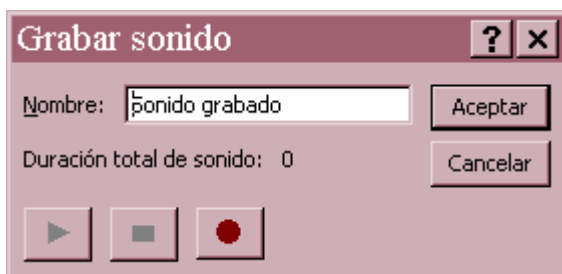 Grabar sonido
Nombre: Sonido grabado
Aceptar
Duración total de sonido: 0
Cancelar